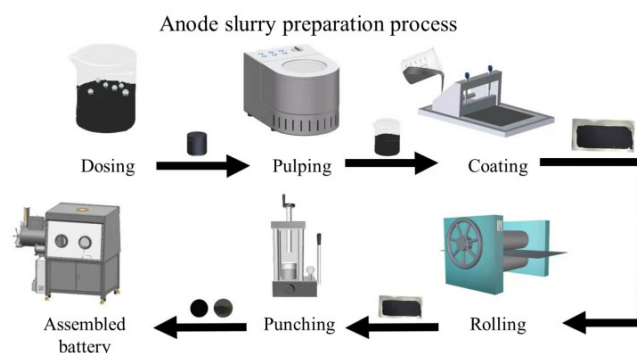 Anode slurry preparation process
Dosing
Pulping
Coating
Assembled
battery
Punching
Rolling